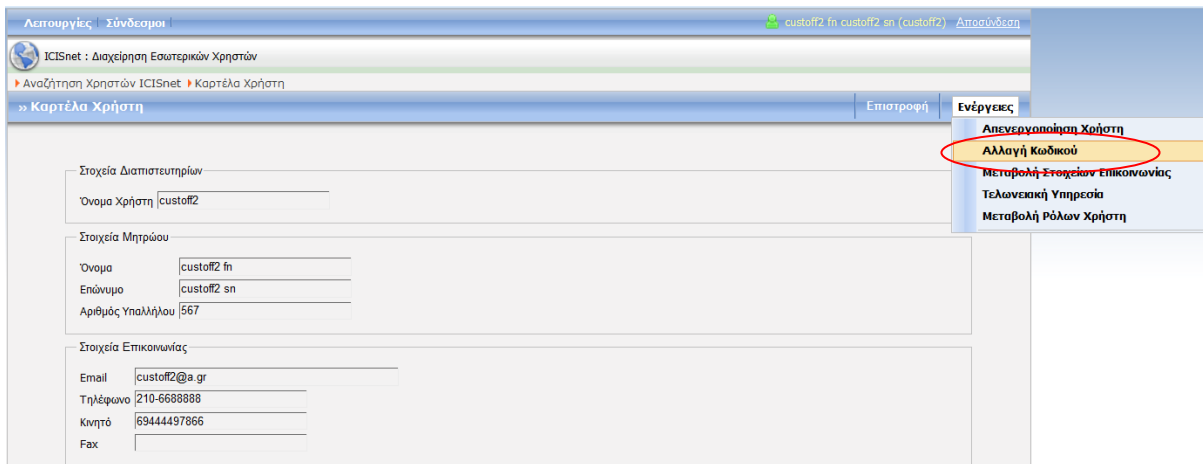 Λειτουργίες Σύνδεσμοι custoff2 fn custoff2 sn (custoff2) Αποσύνδεση
ICISnet : Διαχείρηση Εσωτερικών Χρηστών
Αναζήτηση Χρηστών ICISnet Καρτέλα Χρήστη
» Καρτέλα Χρήστη Επιστροφή Ενέργειες
Απενεργοποίηση Χρήστη
Αλλαγή Κωδικού
Μεταβολή Στοιχείων Επικοινωνίας
Τελωνειακή Υπηρεσία
Μεταβολή Ρόλων Χρήστη
Στοιχεία Διαπιστευτηρίων
Όνομα Χρήστη custoff2
Στοιχεία Μητρώου
Όνομα custoff2 fn
Επώνυμο custoff2 sn
Αριθμός Υπαλλήλου 567
Στοιχεία Επικοινωνίας
Email custoff2@a.gr
Τηλέφωνο 210-6688888
Κινητό 69444497866
Fax